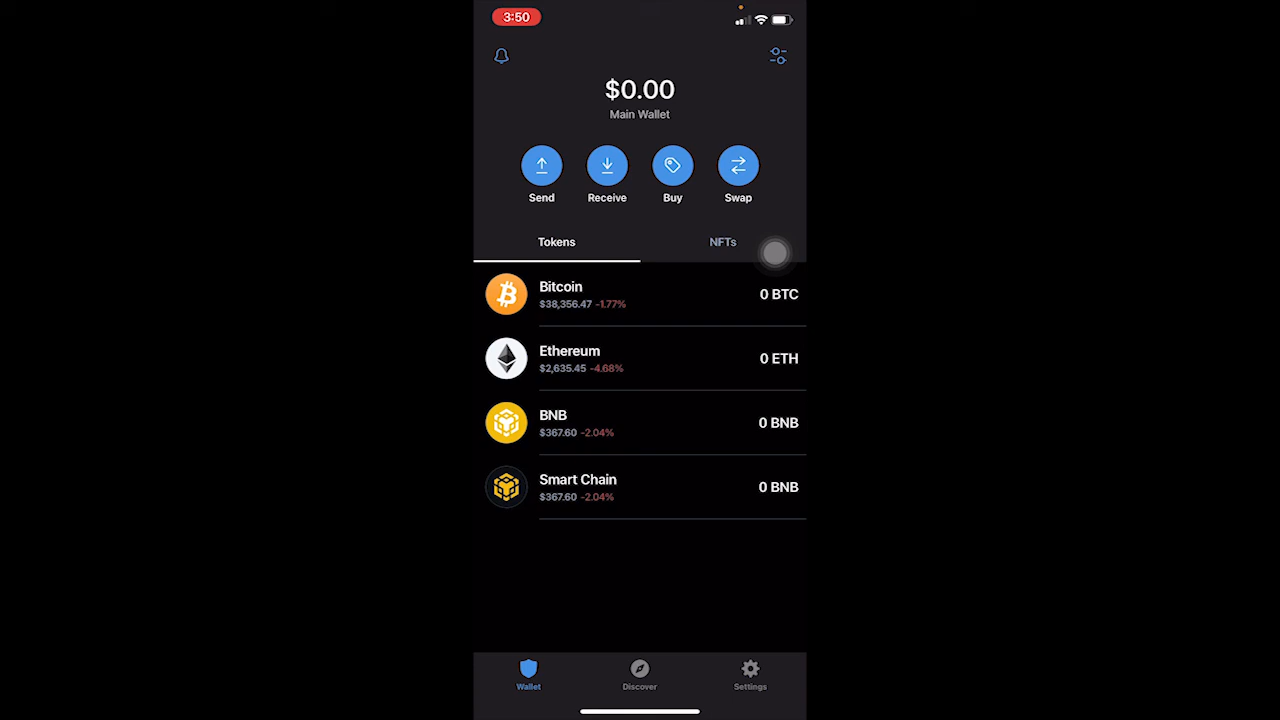 3:50
$0.00
Main Wallet
Send Receive Buy Swap
Tokens NFTs
Bitcoin
$38,356.47 -1.77%
0 BTC
Ethereum
$2,635.45 -4.68%
0 ETH
BNB
$367.60 -2.04%
0 BNB
Smart Chain
$367.60 -2.04%
0 BNB
Wallet Discover Settings